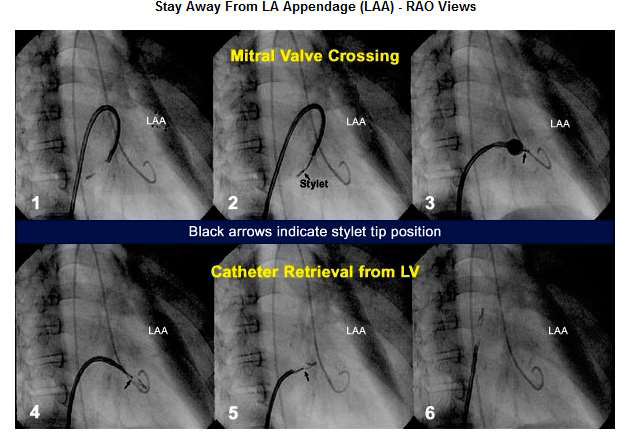 Stay Away From LA Appendage (LAA) - RAO Views
Mitral Valve Crossing
LAA
LAA
LAA
Stylet
1
2
3
Black arrows indicate stylet tip position
Catheter Retrieval from LV
LAA
LAA
LAA
4
5
6